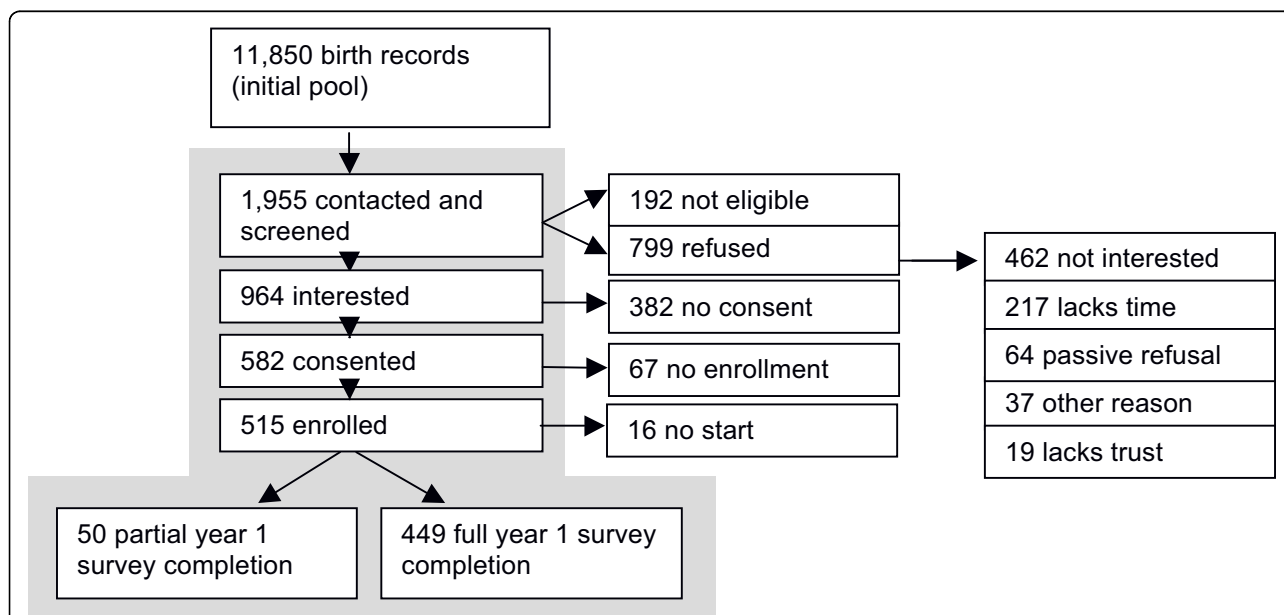 11,850 birth records
(initial pool)
1,955 contacted and
screened
192 not eligible
799 refused
964 interested
382 no consent
582 consented
67 no enrollment
515 enrolled
16 no start
462 not interested
217 lacks time
64 passive refusal
37 other reason
19 lacks trust
50 partial year 1
survey completion
449 full year 1 survey
completion